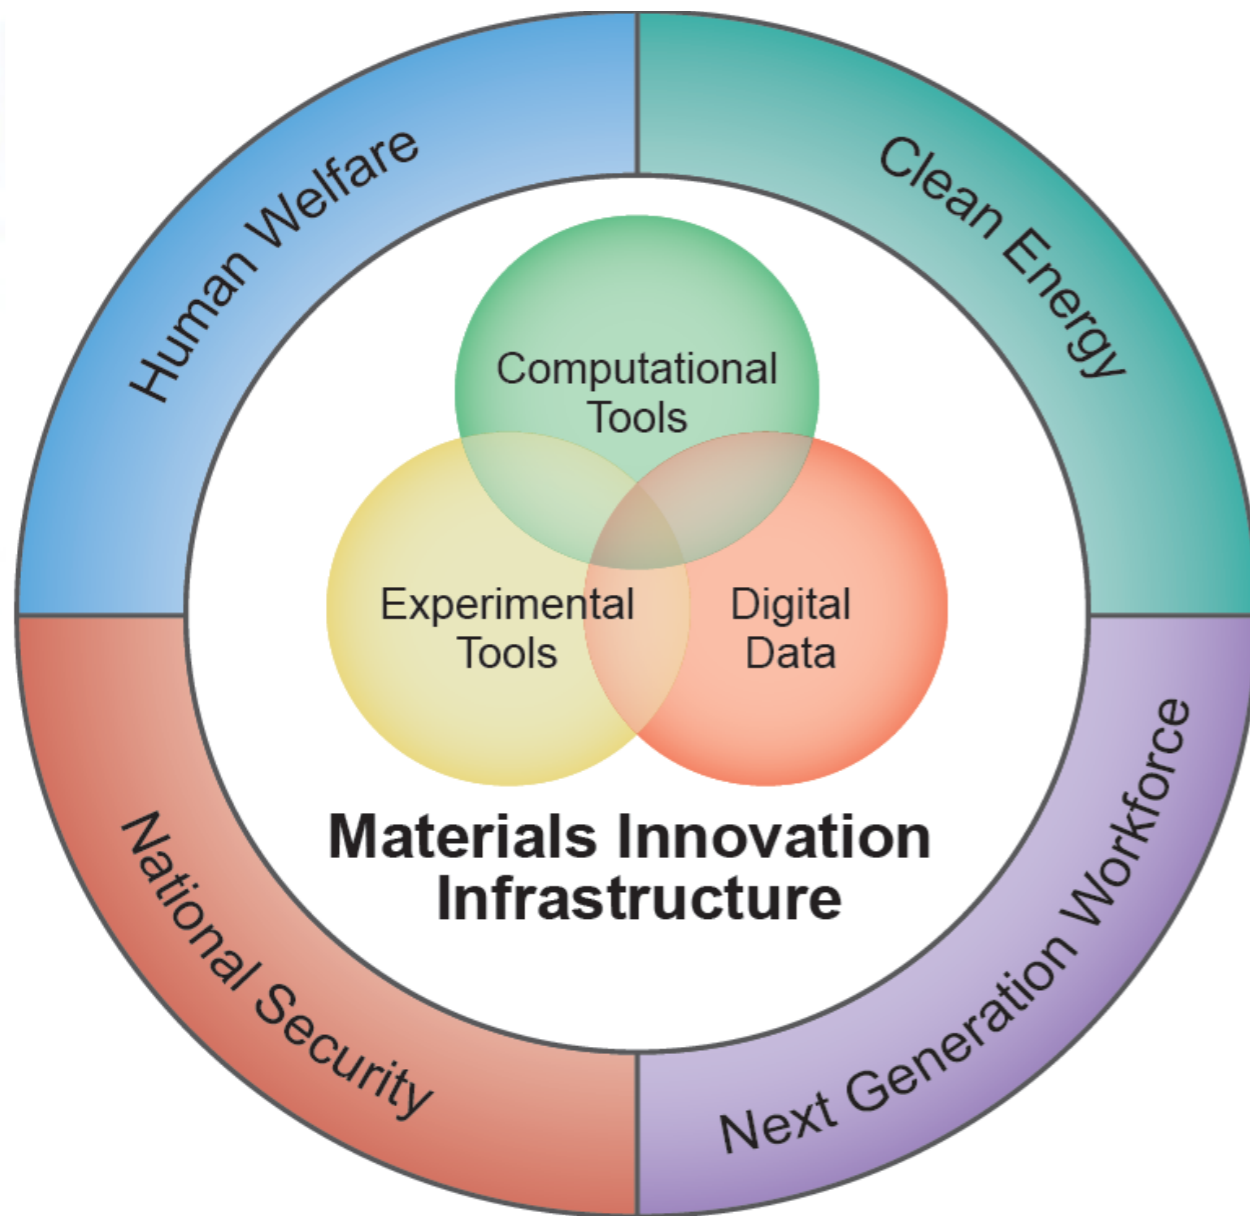 Human Welfare
Clean Energy
Computational
Tools
Experimental
Tools
Digital
Data
Materials Innovation
Infrastructure
National Security
Next Generation Workforce